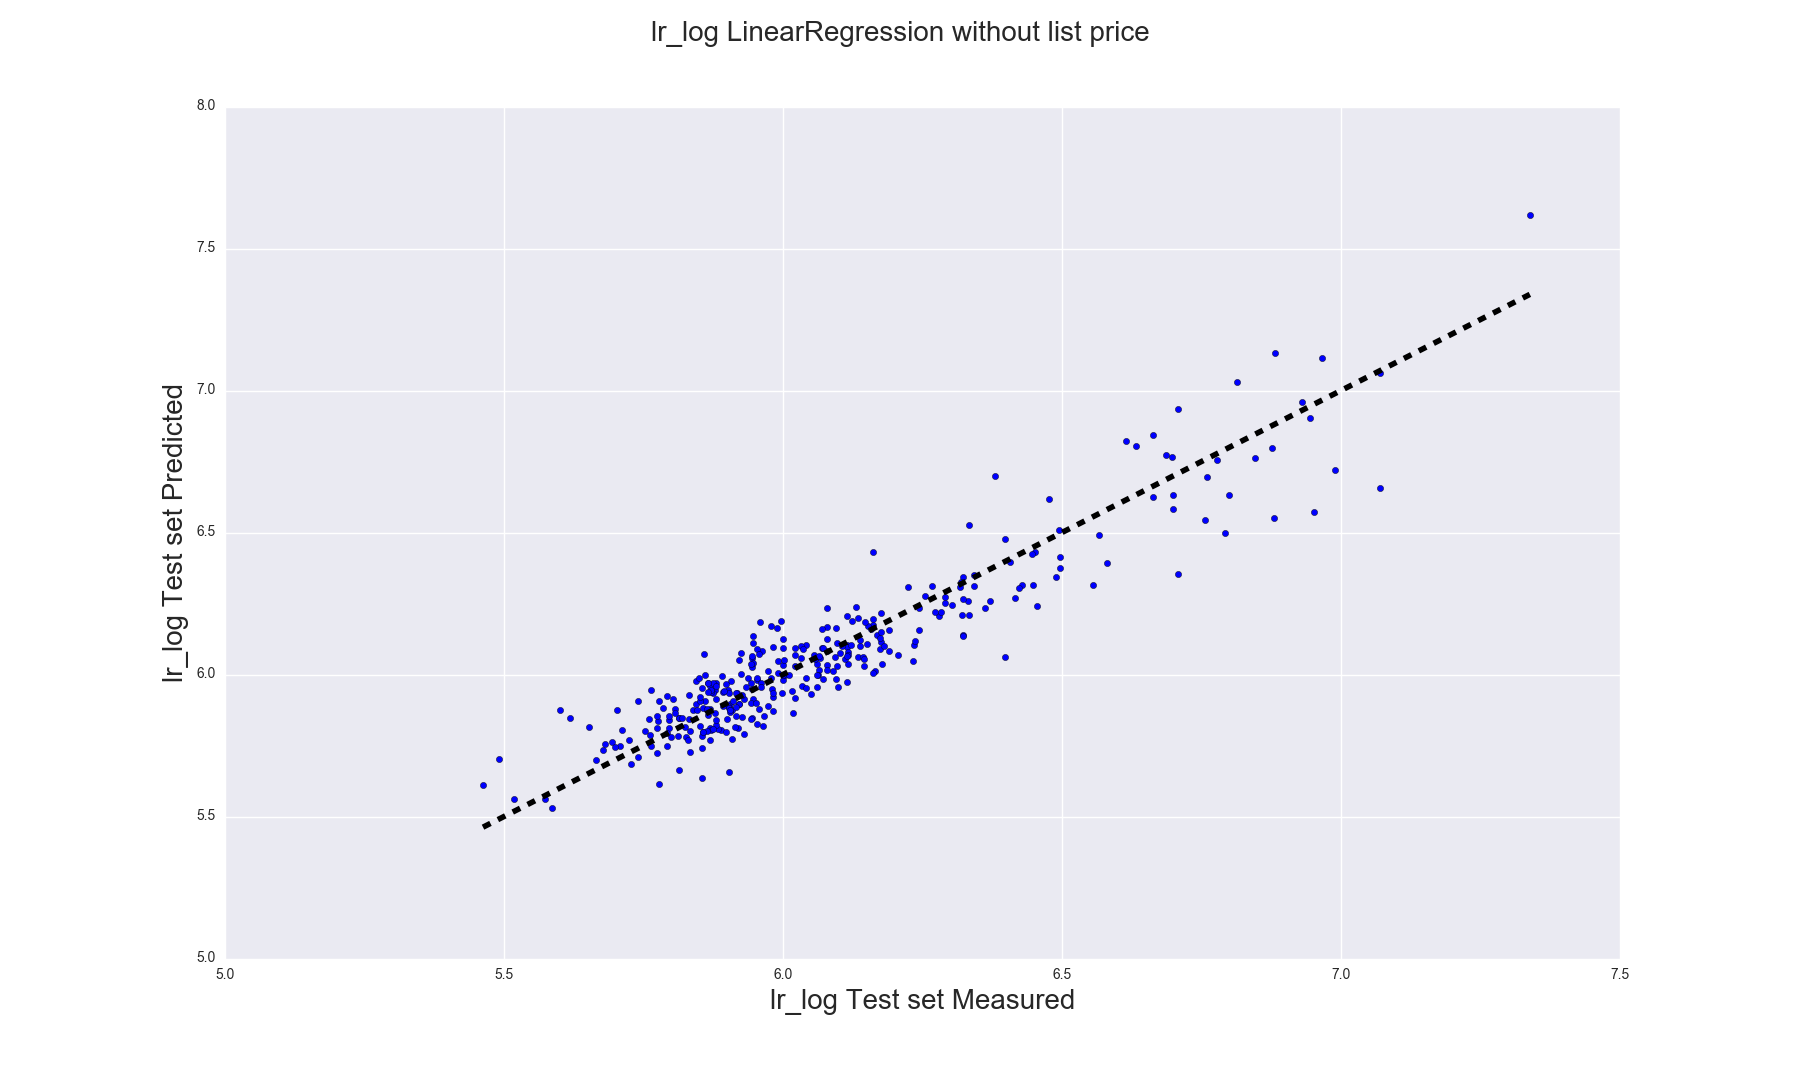 lr_log LinearRegression without list price
8.0
7.5
7.0
6.5
6.0
5.5
5.0
lr_log Test set Predicted
5.0 5.5 6.0 6.5 7.0 7.5
lr_log Test set Measured